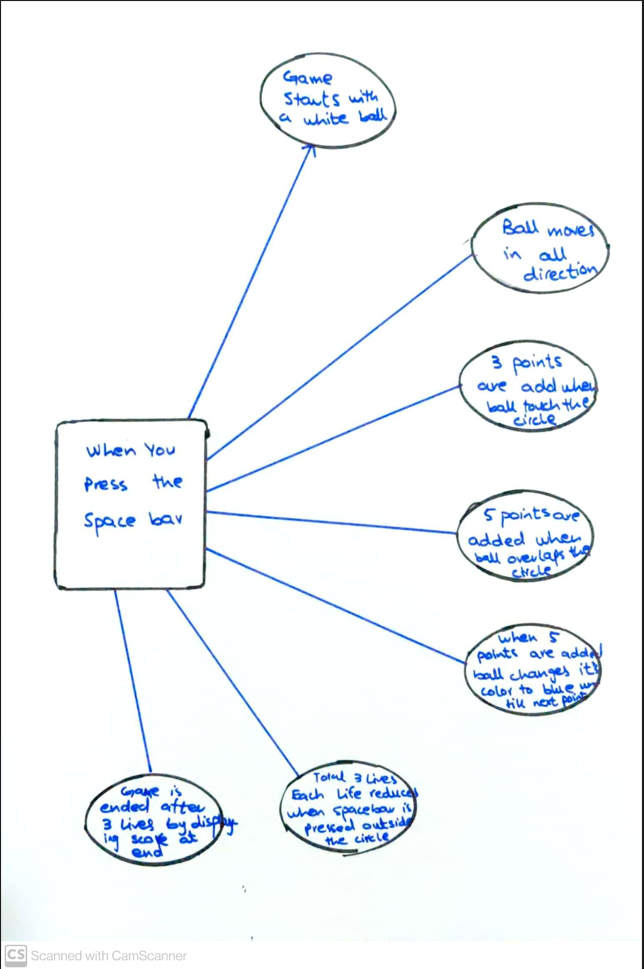 Game
starts with
a white ball
Ball moves
in all
direction
3 points
are add when
ball touch the
circle
When You
Press the
Space bar
5 points are
added when
ball overlaps the
circle
When 5
points are added
ball changes it's
color to blue un
till next point
Total 3 Lives
Each Life reduces
when spacebar is
pressed outside
the circle
Game is
ended after
3 lives by display-
ing score at
end
CS Scanned with CamScanner